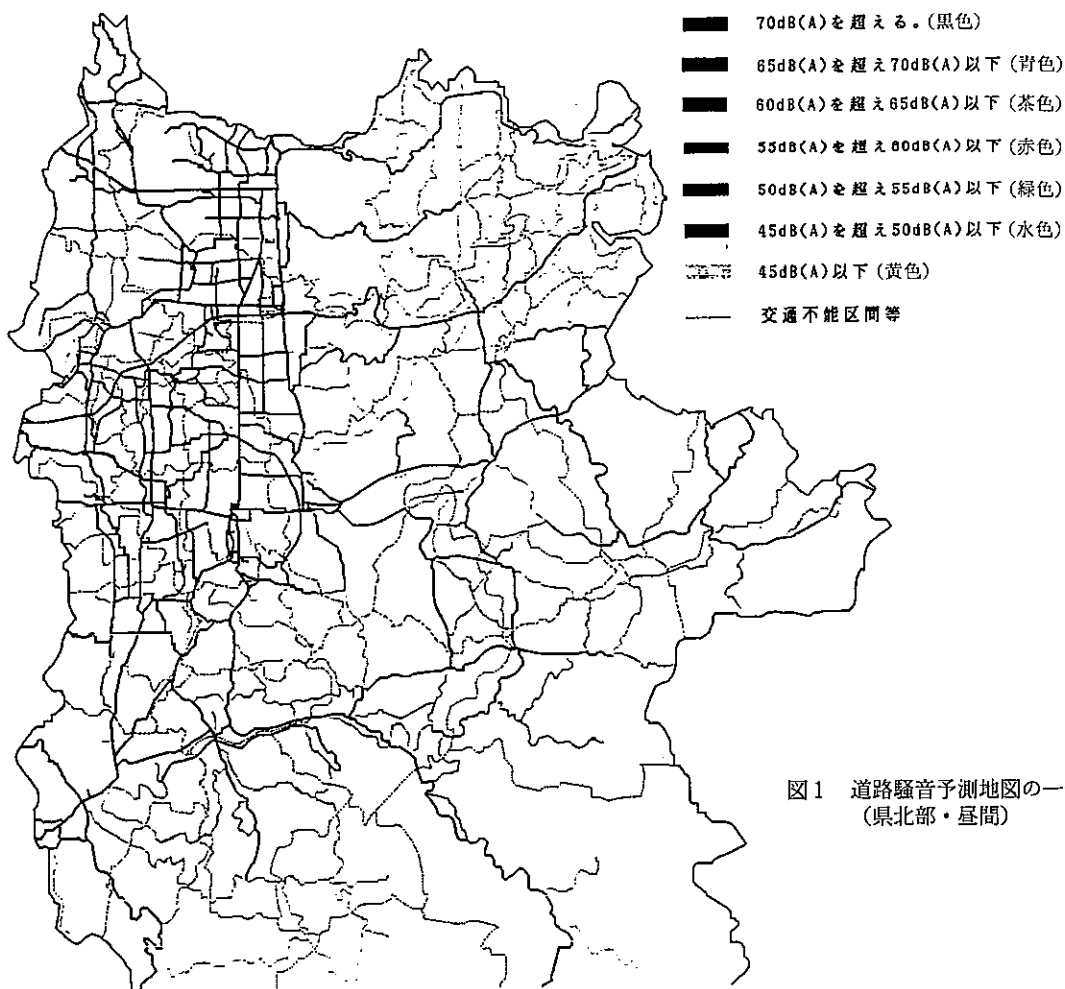 70dB(A)を超える。(黒色)
65dB(A)を超え70dB(A)以下(青色)
60dB(A)を超え65dB(A)以下(茶色)
55dB(A)を超え60dB(A)以下(赤色)
50dB(A)を超え55dB(A)以下(緑色)
45dB(A)を超え50dB(A)以下(水色)
45dB(A)以下(黄色)
交通不能区間等
図1 道路騒音予測地図の一
(県北部・昼間)